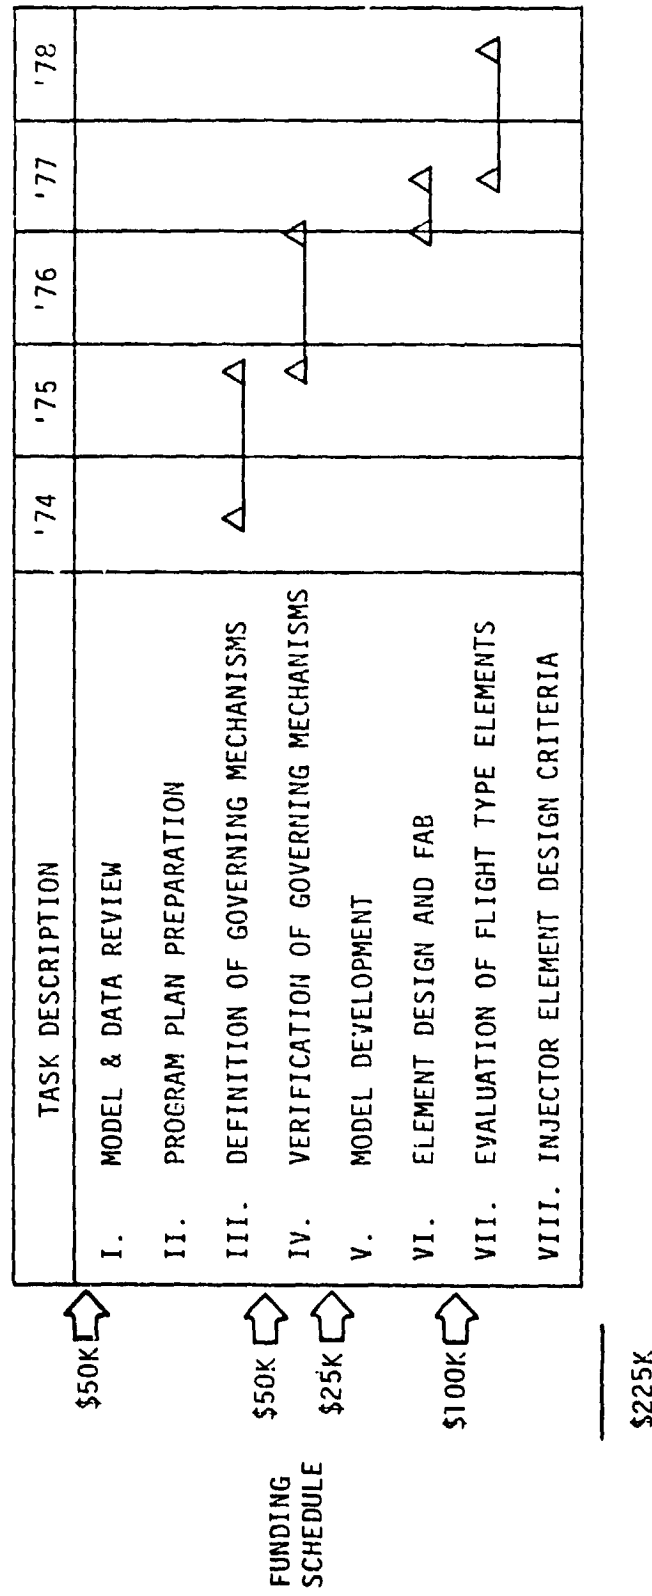 TASK DESCRIPTION '74 '75 '76 '77 '78
$50K
I. MODEL & DATA REVIEW
II. PROGRAM PLAN PREPARATION
III. DEFINITION OF GOVERNING MECHANISMS
FUNDING
SCHEDULE
$50K
IV. VERIFICATION OF GOVERNING MECHANISMS
$25K
V. MODEL DEVELOPMENT
VI. ELEMENT DESIGN AND FAB
$100K
VII. EVALUATION OF FLIGHT TYPE ELEMENTS
VIII. INJECTOR ELEMENT DESIGN CRITERIA
$225K